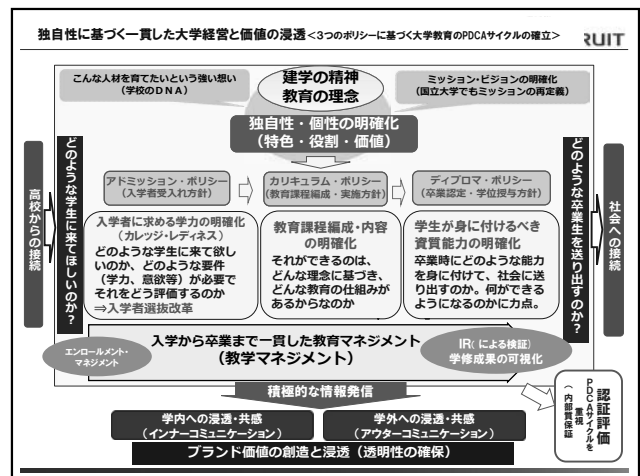 独自性に基づく一貫した大学経営と価値の浸透<3つのポリシーに基づく大学教育のPDCAサイクルの確立>
RUIT
こんな人材を育てたいという強い想い
(学校のDNA)
建学の精神
教育の理念
ミッション・ビジョンの明確化
(国立大学でもミッションの再定義)
独自性・個性の明確化
(特色・役割・価値)
高校からの接続
どのような学生に来てほしいのか？
アドミッション・ポリシー
(入学者受入れ方針)
カリキュラム・ポリシー
(教育課程編成・実施方針)
ディプロマ・ポリシー
(卒業認定・学位授与方針)
入学者に求める学力の明確化
(カレッジ・レディネス)
どのような学生に来て欲し
いのか、どのような要件
(学力、意欲等)が必要で
それをどう評価するのか
⇒入学者選抜改革
教育課程編成・内容
の明確化
それができるのは、
どんな理念に基づき、
どんな教育の仕組みが
あるからなのか
学生が身に付けるべき
資質能力の明確化
卒業時にどのような能力
を身に付けて、社会に送
り出すのか。何ができる
ようになるのかに力点。
どのような卒業生を送り出すのか？
社会への接続
入学から卒業まで一貫した教育マネジメント
(教学マネジメント)
エンロールメント・
マネジメント
IR(による検証)
学修成果の可視化
積極的な情報発信
学内への浸透・共感
(インナーコミュニケーション)
学外への浸透・共感
(アウターコミュニケーション)
ブランド価値の創造と浸透(透明性の確保)
認証評価
PDCAサイクルを
重視
(内部質保証